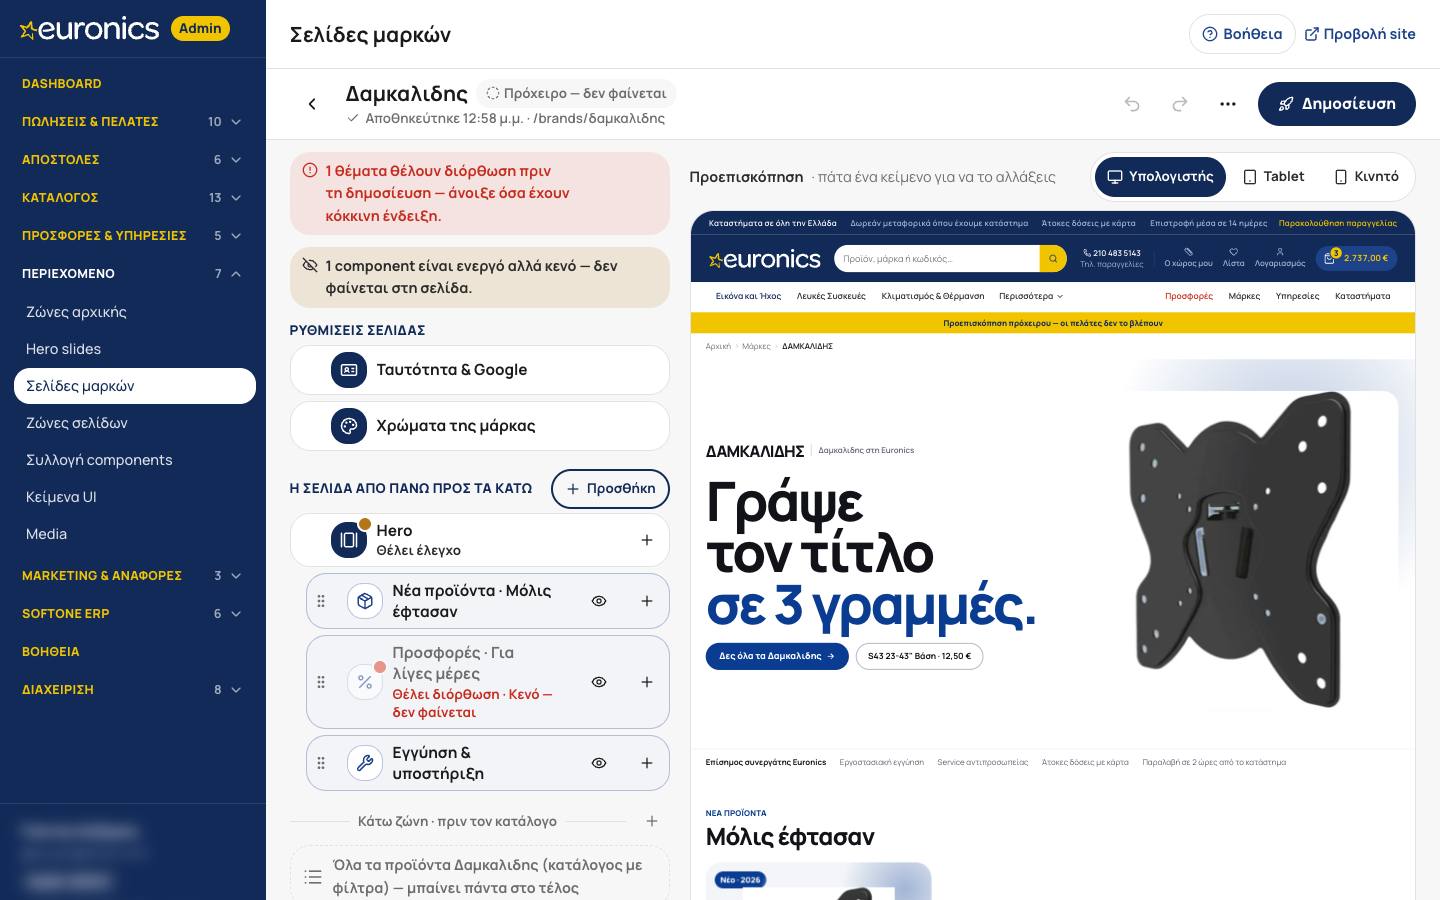 euronics Admin
DASHBOARD
ΠΩΛΗΣΕΙΣ & ΠΕΛΑΤΕΣ 10
ΑΠΟΣΤΟΛΕΣ 6
ΚΑΤΑΛΟΓΟΣ 13
ΠΡΟΣΦΟΡΕΣ & ΥΠΗΡΕΣΙΕΣ 5
ΠΕΡΙΕΧΟΜΕΝΟ 7
Ζώνες αρχικής
Hero slides
Σελίδες μαρκών
Ζώνες σελίδων
Συλλογή components
Κείμενα UI
Media
MARKETING & ΑΝΑΦΟΡΕΣ 3
SOFTONE ERP 6
ΒΟΗΘΕΙΑ
ΔΙΑΧΕΙΡΙΣΗ 8
Σελίδες μαρκών
Βοήθεια
Προβολή site
Δαμκαλιδης
Πρόχειρο — δεν φαίνεται
Αποθηκεύτηκε 12:58 μ.μ. · /brands/δαμκαλιδης
Δημοσίευση
1 θέματα θέλουν διόρθωση πριν
τη δημοσίευση — άνοιξε όσα έχουν
κόκκινη ένδειξη.
1 component είναι ενεργό αλλά κενό — δεν
φαίνεται στη σελίδα.
ΡΥΘΜΙΣΕΙΣ ΣΕΛΙΔΑΣ
Ταυτότητα & Google
Χρώματα της μάρκας
Η ΣΕΛΙΔΑ ΑΠΟ ΠΑΝΩ ΠΡΟΣ ΤΑ ΚΑΤΩ
Προσθήκη
Hero
Θέλει έλεγχο
Νέα προϊόντα · Μόλις
έφτασαν
Προσφορές · Για
λίγες μέρες
Θέλει διόρθωση · Κενό —
δεν φαίνεται
Εγγύηση &
υποστήριξη
Κάτω ζώνη · πριν τον κατάλογο
Όλα τα προϊόντα Δαμκαλιδης (κατάλογος με
φίλτρα) — μπαίνει πάντα στο τέλος
Προεπισκόπηση · πάτα ένα κείμενο για να το αλλάξεις
Υπολογιστής Tablet Κινητό
Καταστήματα σε όλη την Ελλάδα Δωρεάν μεταφορικά όπου έχουμε κατάστημα Άτοκες δόσεις με κάρτα Επιστροφή μέσα σε 14 ημέρες Παρακολούθηση παραγγελίας
euronics
Προϊόν, μάρκα ή κωδικός…
210 483 5143
Τηλ. παραγγελίες
Ο χώρος μου Λίστα Λογαριασμός
3 2.737,00 €
Εικόνα και Ήχος Λευκές Συσκευές Κλιματισμός & Θέρμανση Περισσότερα Προσφορές Μάρκες Υπηρεσίες Καταστήματα
Προεπισκόπηση πρόχειρου — οι πελάτες δεν το βλέπουν
Αρχική › Μάρκες › ΔΑΜΚΑΛΙΔΗΣ
ΔΑΜΚΑΛΙΔΗΣ Δαμκαλιδης στη Euronics
Γράψε
τον τίτλο
σε 3 γραμμές.
Δες όλα τα Δαμκαλιδης →
S43 23-43" Βάση · 12,50 €
Επίσημος συνεργάτης Euronics Εργοστασιακή εγγύηση Service αντιπροσωπείας Άτοκες δόσεις με κάρτα Παραλαβή σε 2 ώρες από το κατάστημα
ΝΕΑ ΠΡΟΪΟΝΤΑ
Μόλις έφτασαν
Νέο · 2026